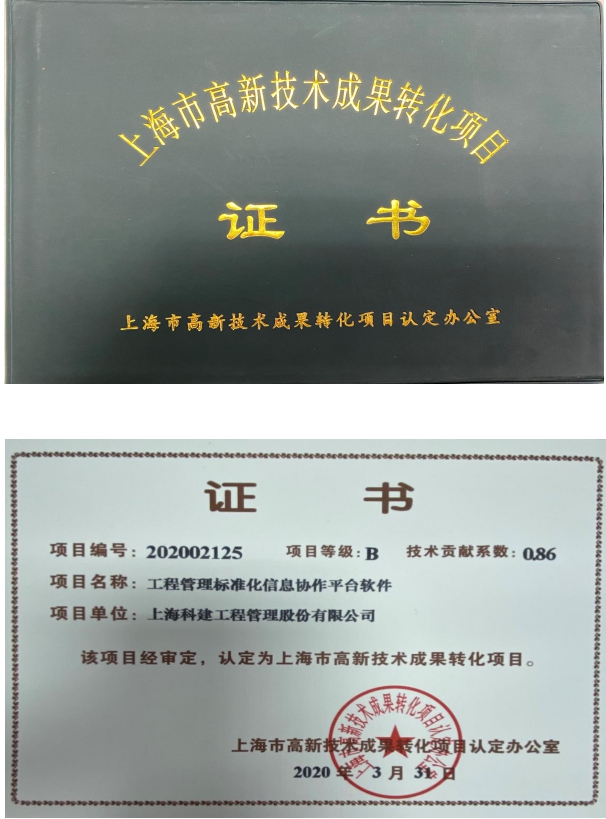 上海市高新技术成果转化项目
证 书
上海市高新技术成果转化项目认定办公室
证 书
项目编号：202002125 项目等级：B 技术贡献系数：0.86
项目名称：工程管理标准化信息协作平台软件
项目单位：上海科建工程管理股份有限公司
该项目经审定，认定为上海市高新技术成果转化项目。
上海市高新技术成果转化项目认定办公室
上海市高新技术成果转化项目认定办公室
2020 年 3 月 31 日